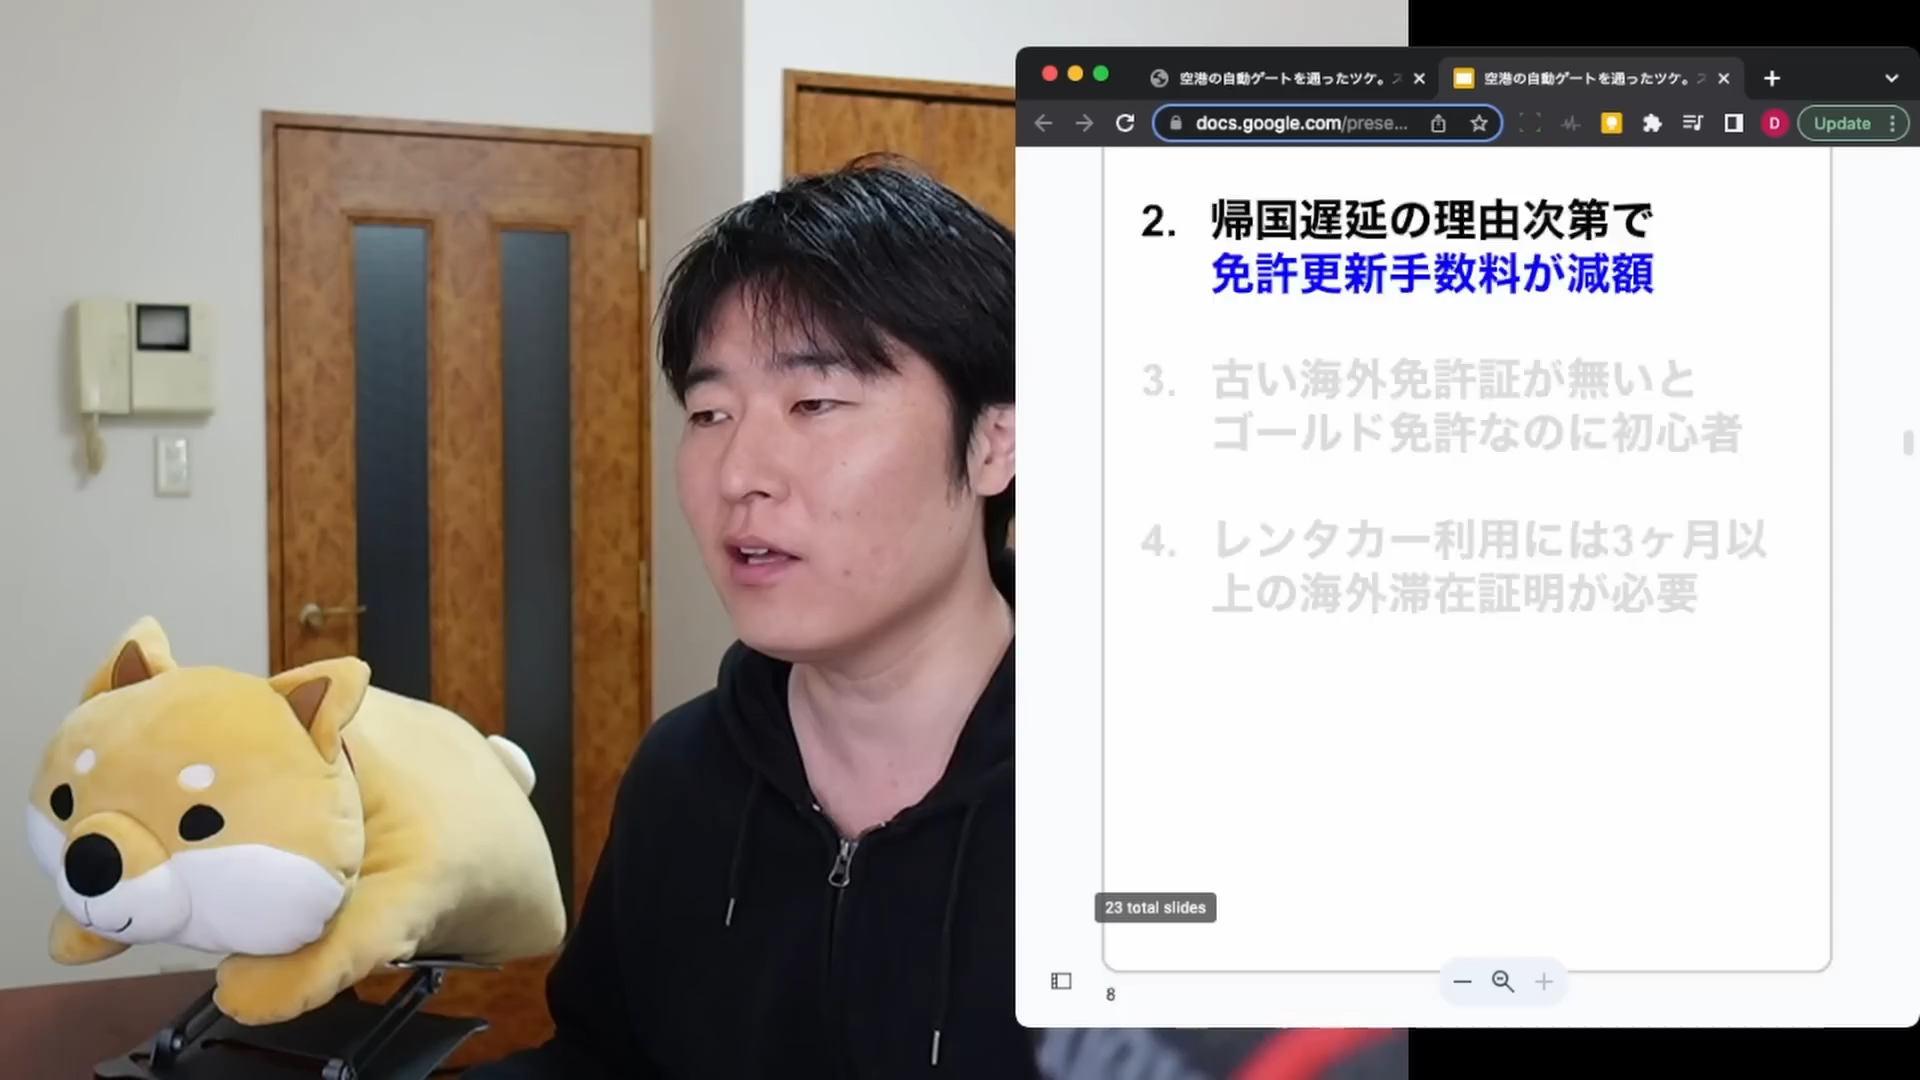 空港の自動ゲートを通ったツケ。
空港の自動ゲートを通ったツケ。
docs.google.com/prese...
D
Update
2. 帰国遅延の理由次第で
免許更新手数料が減額
3. 古い海外免許証が無いと
ゴールド免許なのに初心者
4. レンタカー利用には3ヶ月以
上の海外滞在証明が必要
23 total slides
8